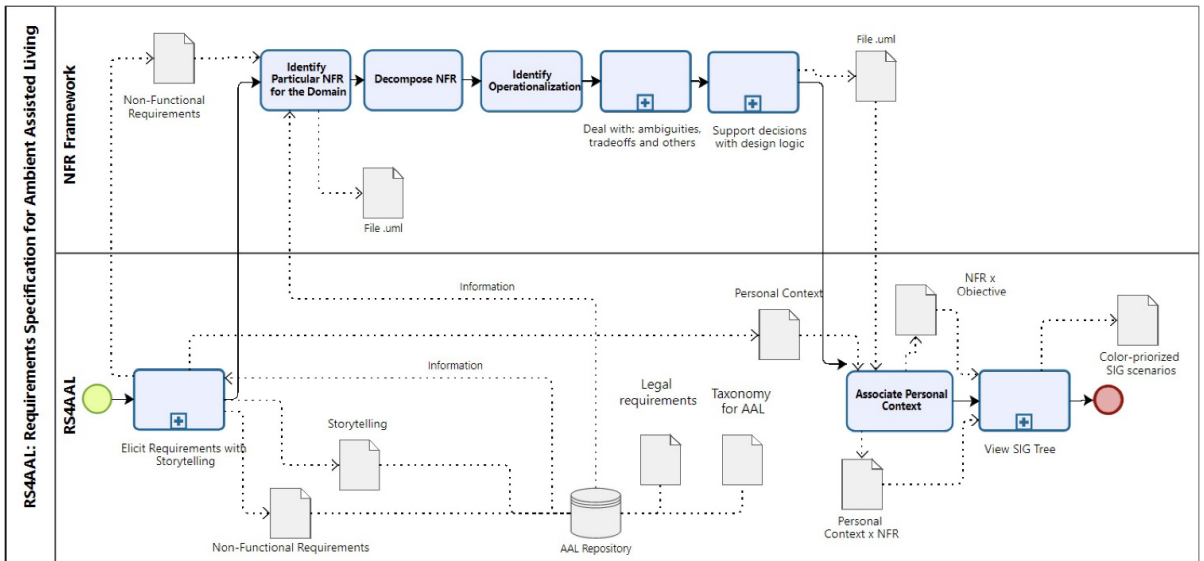 RS4AAL: Requirements Specification for Ambient Assisted Living
NFR Framework
Non-Functional
Requirements
Identify
Particular NFR
for the Domain
Decompose NFR
Identify
Operationalization
Deal with: ambiguities,
tradeoffs and others
Support decisions
with design logic
File .uml
File .uml
RS4AAL
Information
Personal Context
NFR x
Objective
Information
Color-priorized
SIG scenarios
Legal
requirements
Taxonomy
for AAL
Associate Personal
Context
Elicit Requirements with
Storytelling
Storytelling
View SIG Tree
Non-Functional Requirements
AAL Repository
Personal
Context x NFR